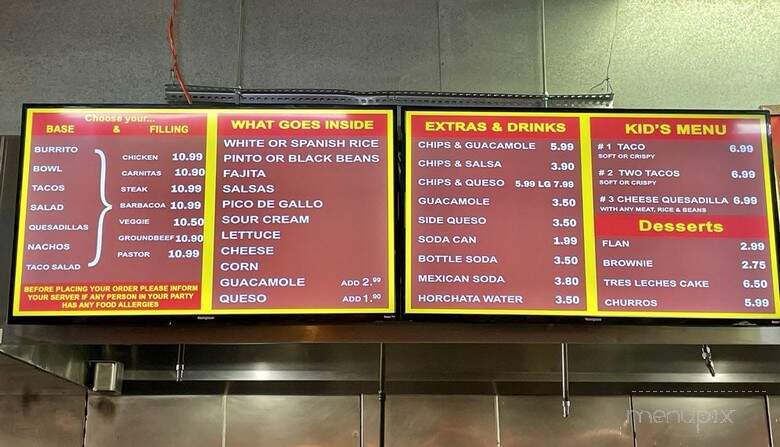 Choose your...
BASE & FILLING
BURRITO
BOWL
TACOS
SALAD
QUESADILLAS
NACHOS
TACO SALAD
CHICKEN 10.99
CARNITAS 10.90
STEAK 10.99
BARBACOA 10.99
VEGGIE 10.50
GROUNDBEEF 10.90
PASTOR 10.99
BEFORE PLACING YOUR ORDER PLEASE INFORM
YOUR SERVER IF ANY PERSON IN YOUR PARTY
HAS ANY FOOD ALLERGIES
WHAT GOES INSIDE
WHITE OR SPANISH RICE
PINTO OR BLACK BEANS
FAJITA
SALSAS
PICO DE GALLO
SOUR CREAM
LETTUCE
CHEESE
CORN
GUACAMOLE ADD 2.99
QUESO ADD 1.90
EXTRAS & DRINKS
CHIPS & GUACAMOLE 5.99
CHIPS & SALSA 3.90
CHIPS & QUESO 5.99 LG 7.99
GUACAMOLE 3.50
SIDE QUESO 3.50
SODA CAN 1.99
BOTTLE SODA 3.50
MEXICAN SODA 3.80
HORCHATA WATER 3.50
KID'S MENU
# 1 TACO 6.99
SOFT OR CRISPY
# 2 TWO TACOS 6.99
SOFT OR CRISPY
# 3 CHEESE QUESADILLA 6.99
WITH ANY MEAT, RICE & BEANS
Desserts
FLAN 2.99
BROWNIE 2.75
TRES LECHES CAKE 6.50
CHURROS 5.99
menupix